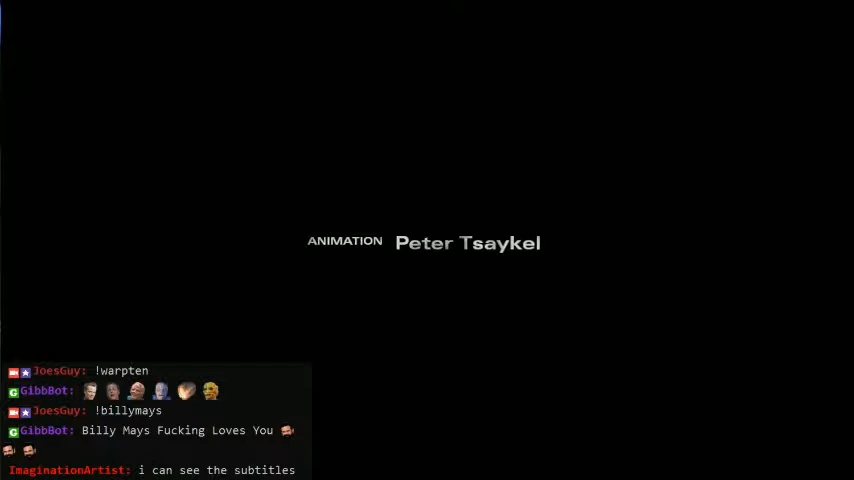 ANIMATION Peter Tsaykel
JoesGuy: !warpten
GibbBot:
JoesGuy: !billymays
GibbBot: Billy Mays Fucking Loves You
ImaginationArtist: i can see the subtitles